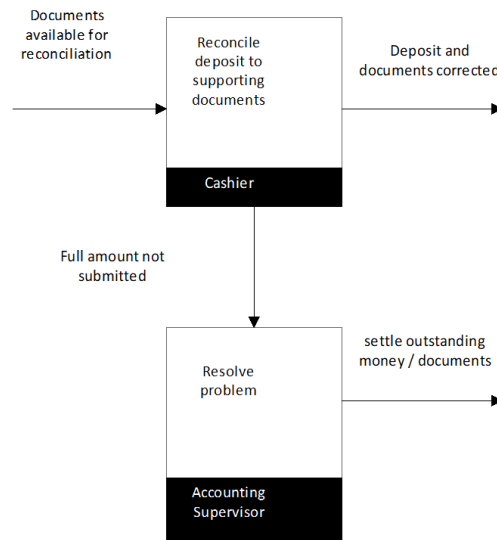 Documents
available for
reconciliation
Reconcile
deposit to
supporting
documents
Deposit and
documents corrected
Cashier
Full amount not
submitted
Resolve
problem
settle outstanding
money / documents
Accounting
Supervisor